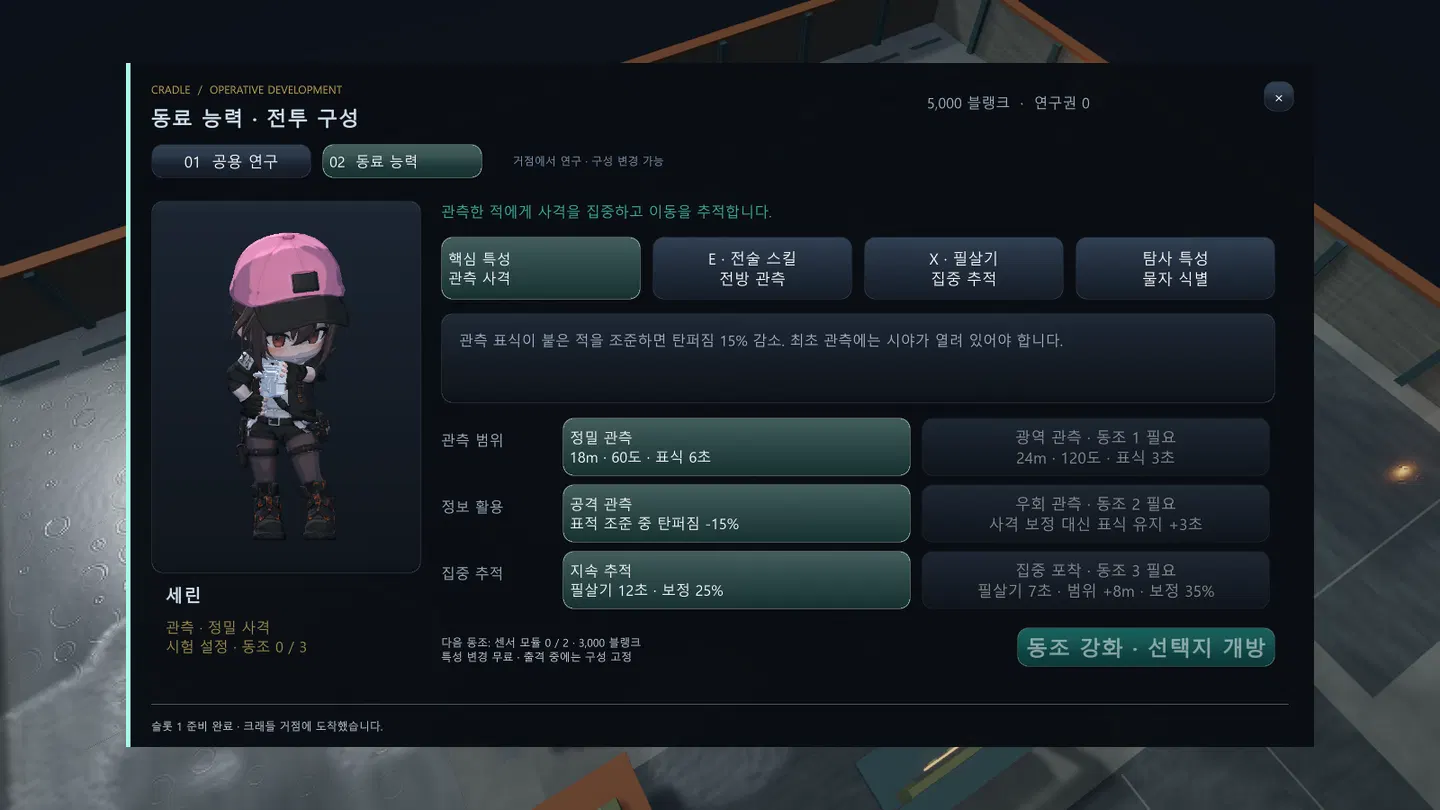 CRADLE / OPERATIVE DEVELOPMENT
동료 능력 · 전투 구성
5,000 블랭크 · 연구권 0
×
01 공용 연구
02 동료 능력
거점에서 연구 · 구성 변경 가능
관측한 적에게 사격을 집중하고 이동을 추적합니다.
핵심 특성
관측 사격
E · 전술 스킬
전방 관측
X · 필살기
집중 추적
탐사 특성
물자 식별
관측 표식이 붙은 적을 조준하면 탄퍼짐 15% 감소. 최초 관측에는 시야가 열려 있어야 합니다.
관측 범위
정밀 관측
18m · 60도 · 표식 6초
광역 관측 · 동조 1 필요
24m · 120도 · 표식 3초
정보 활용
공격 관측
표적 조준 중 탄퍼짐 -15%
우회 관측 · 동조 2 필요
사격 보정 대신 표식 유지 +3초
집중 추적
지속 추적
필살기 12초 · 보정 25%
집중 포착 · 동조 3 필요
필살기 7초 · 범위 +8m · 보정 35%
세린
관측 · 정밀 사격
시험 설정 · 동조 0 / 3
다음 동조: 센서 모듈 0 / 2 · 3,000 블랭크
특성 변경 무료 · 출격 중에는 구성 고정
동조 강화 · 선택지 개방
슬롯 1 준비 완료 · 크래들 거점에 도착했습니다.